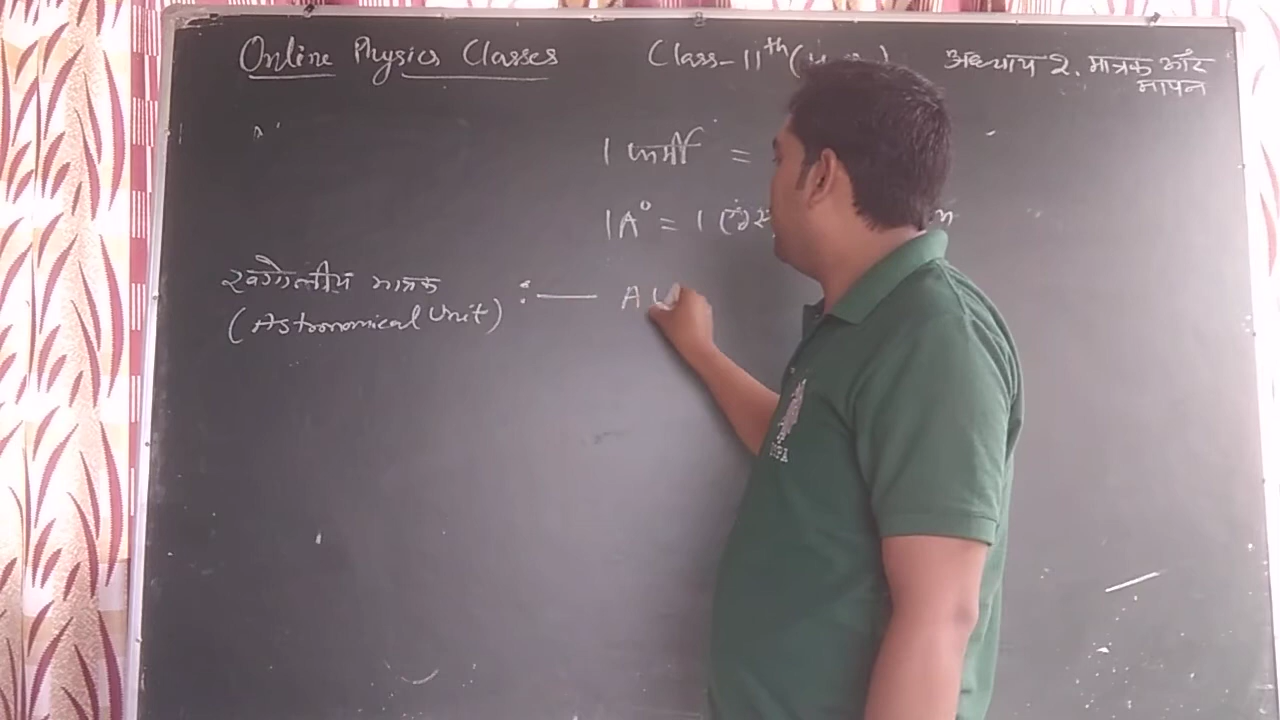 Online Physics Classes Class-11th ( अध्याय 2. मात्रक और
मापन
1 फर्मी =
1A° = 1 m
खगोलीय मात्रक :— AU
(Astronomical Unit)